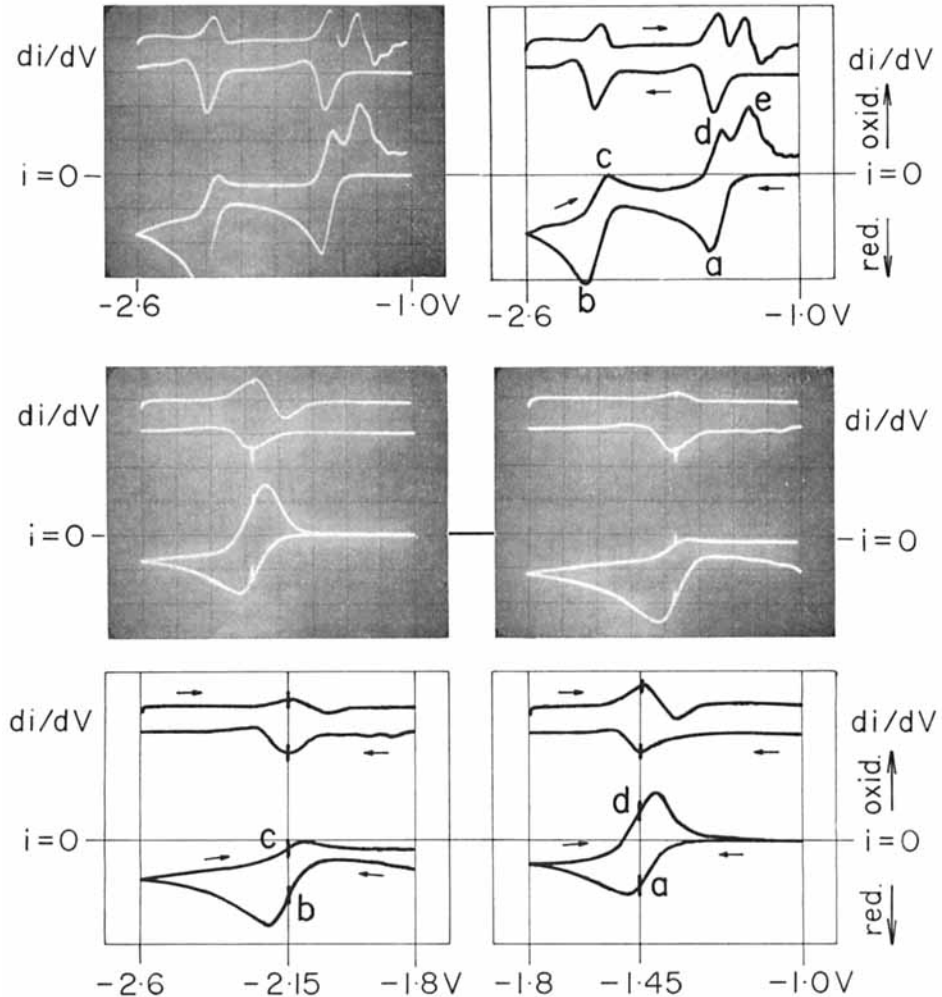 di/dV
di/dV
oxid.
e
d
c
i=0
i=0
red.
a
b
-2·6
-1·0V
-2·6
-1·0V
di/dV
i=0
i=0
di/dV
di/dV
oxid.
d
c
i=0
i=0
a
b
red.
-2·6
-2·15
-1·8V
-1·8
-1·45
-1·0V